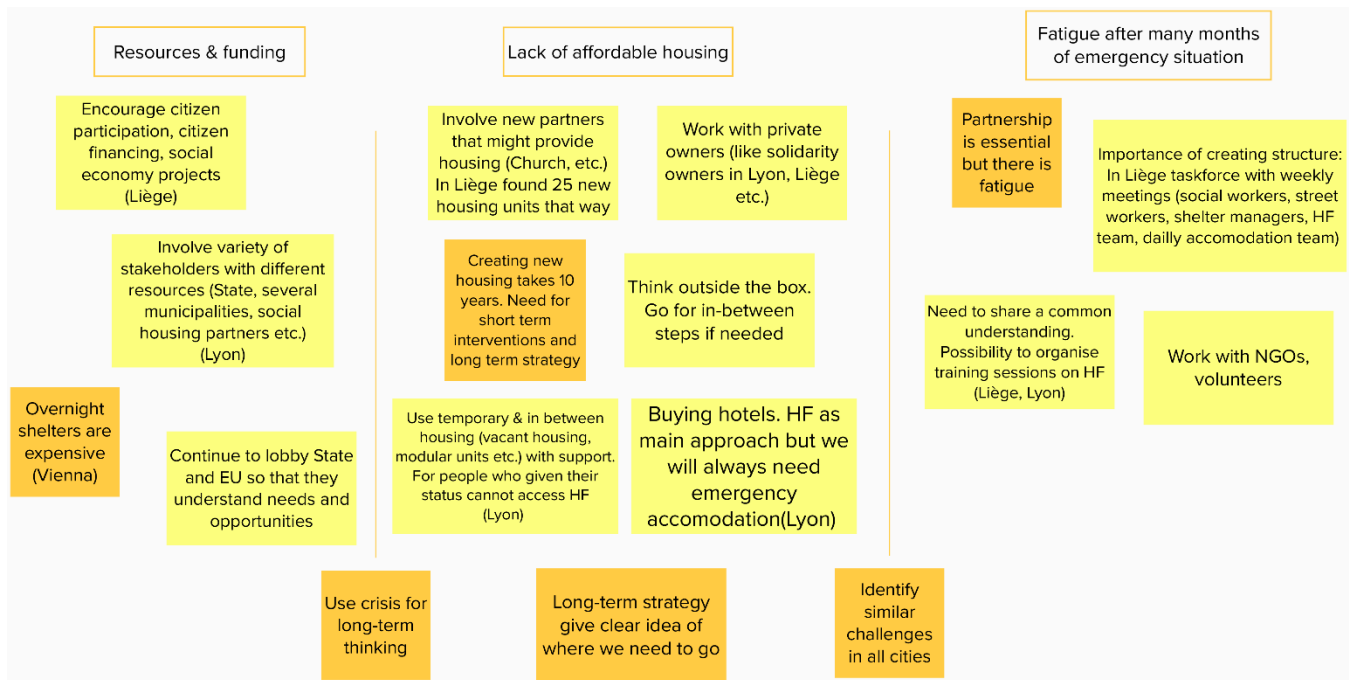 Resources & funding
Encourage citizen
participation, citizen
financing, social
economy projects
(Liège)
Involve variety of
stakeholders with different
resources (State, several
municipalities, social
housing partners etc.)
(Lyon)
Overnight
shelters are
expensive
(Vienna)
Continue to lobby State
and EU so that they
understand needs and
opportunities
Lack of affordable housing
Involve new partners
that might provide
housing (Church, etc.)
In Liège found 25 new
housing units that way
Work with private
owners (like solidarity
owners in Lyon, Liège
etc.)
Creating new
housing takes 10
years. Need for
short term
interventions and
long term strategy
Think outside the box.
Go for in-between
steps if needed
Use temporary & in between
housing (vacant housing,
modular units etc.) with support.
For people who given their
status cannot access HF
(Lyon)
Buying hotels. HF as
main approach but we
will always need
emergency
accomodation(Lyon)
Fatigue after many months
of emergency situation
Partnership
is essential
but there is
fatigue
Importance of creating structure:
In Liège taskforce with weekly
meetings (social workers, street
workers, shelter managers, HF
team, dailly accomodation team)
Need to share a common
understanding.
Possibility to organise
training sessions on HF
(Liège, Lyon)
Work with NGOs,
volunteers
Use crisis for
long-term
thinking
Long-term strategy
give clear idea of
where we need to go
Identify
similar
challenges
in all cities